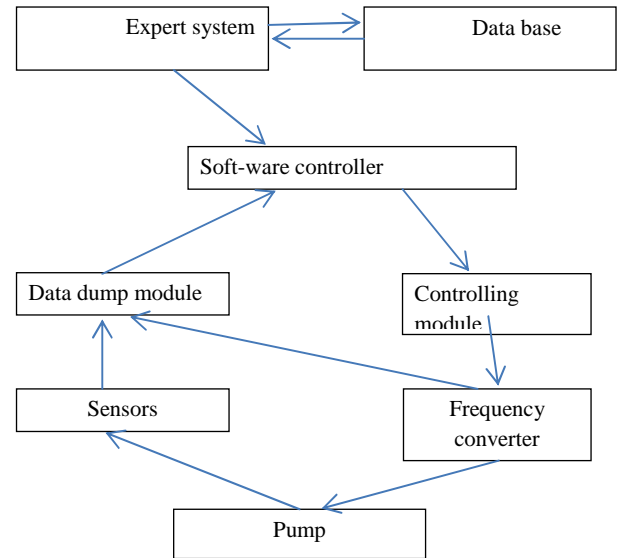 Expert system
Data base
Soft-ware controller
Data dump module
Controlling
module
Sensors
Frequency
converter
Pump